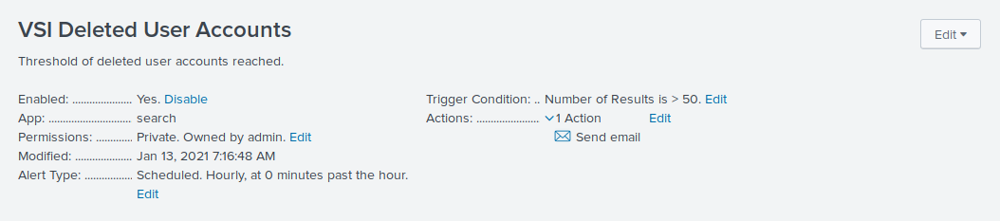 VSI Deleted User Accounts
Edit
Threshold of deleted user accounts reached.
Enabled: ..................... Yes. Disable
App: ............................. search
Permissions: ............. Private. Owned by admin. Edit
Modified: .................... Jan 13, 2021 7:16:48 AM
Alert Type: ................. Scheduled. Hourly, at 0 minutes past the hour.
Edit
Trigger Condition: .. Number of Results is > 50. Edit
Actions: ...................... 1 Action Edit
Send email